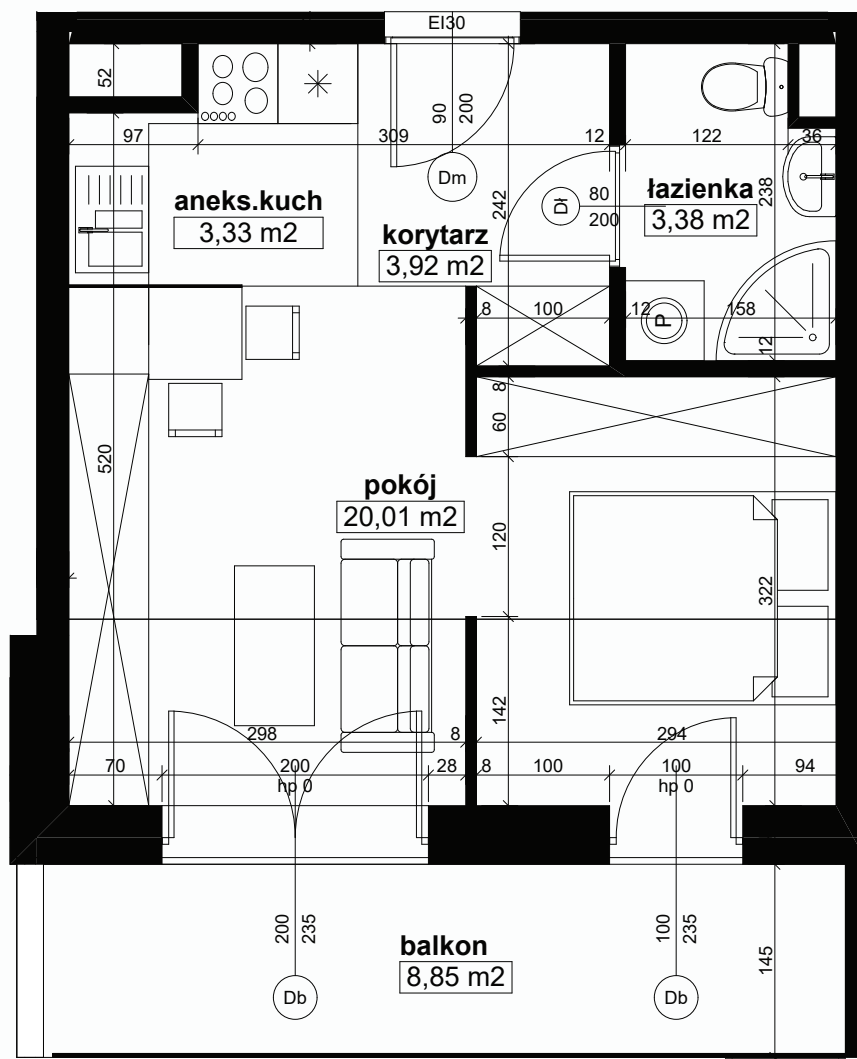 EI30
52
90
200
97
309
12
122
36
Dm
aneks.kuch
3,33 m2
korytarz
3,92 m2
242
Dł
80
200
łazienka
3,38 m2
238
8
100
12
158
P
12
8
60
520
pokój
20,01 m2
120
322
142
298
8
294
70
200
28
8
100
100
94
hp 0
hp 0
200
235
100
235
balkon
8,85 m2
145
Db
Db